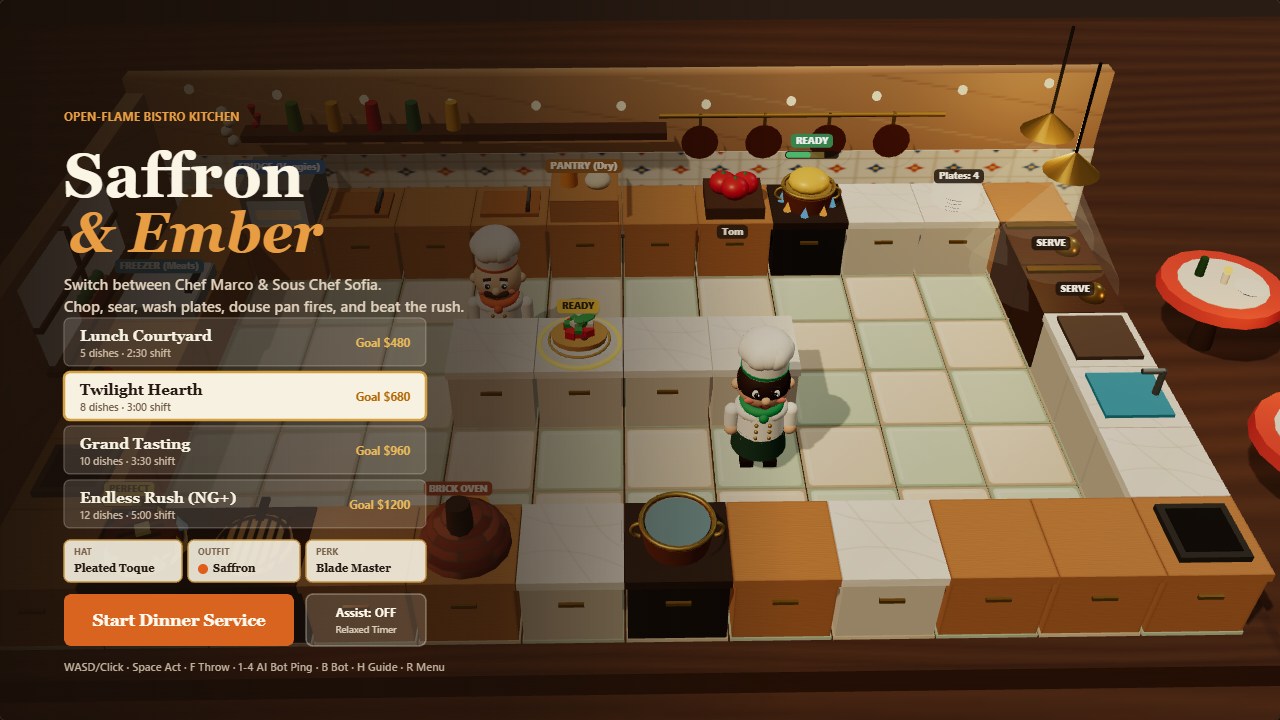 OPEN-FLAME BISTRO KITCHEN
Saffron
& Ember
Switch between Chef Marco & Sous Chef Sofia.
Chop, sear, wash plates, douse pan fires, and beat the rush.
Lunch Courtyard
5 dishes · 2:30 shift
Goal $480
Twilight Hearth
8 dishes · 3:00 shift
Goal $680
Grand Tasting
10 dishes · 3:30 shift
Goal $960
Endless Rush (NG+)
12 dishes · 5:00 shift
Goal $1200
HAT
Pleated Toque
OUTFIT
Saffron
PERK
Blade Master
Start Dinner Service
Assist: OFF
Relaxed Timer
WASD/Click · Space Act · F Throw · 1-4 AI Bot Ping · B Bot · H Guide · R Menu
FREEZER (Meats)
PANTRY (Dry)
READY
Tom
Plates: 4
SERVE
SERVE
READY
PERFECT
BRICK OVEN